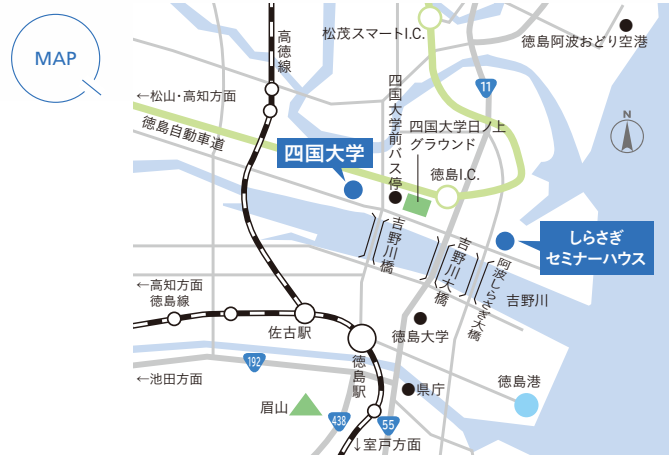 MAP
松茂スマートI.C.
徳島阿波おどり空港
高徳線
11
←松山・高知方面
徳島自動車道
四国大学前バス停
四国大学日ノ上
グラウンド
N
四国大学
徳島I.C.
しらさぎ
セミナーハウス
吉野川橋
吉野川大橋
阿波しらさぎ大橋
吉野川
←高知方面
徳島線
佐古駅
徳島大学
192
徳島駅
←池田方面
県庁
徳島港
眉山
438
55
↓室戸方面